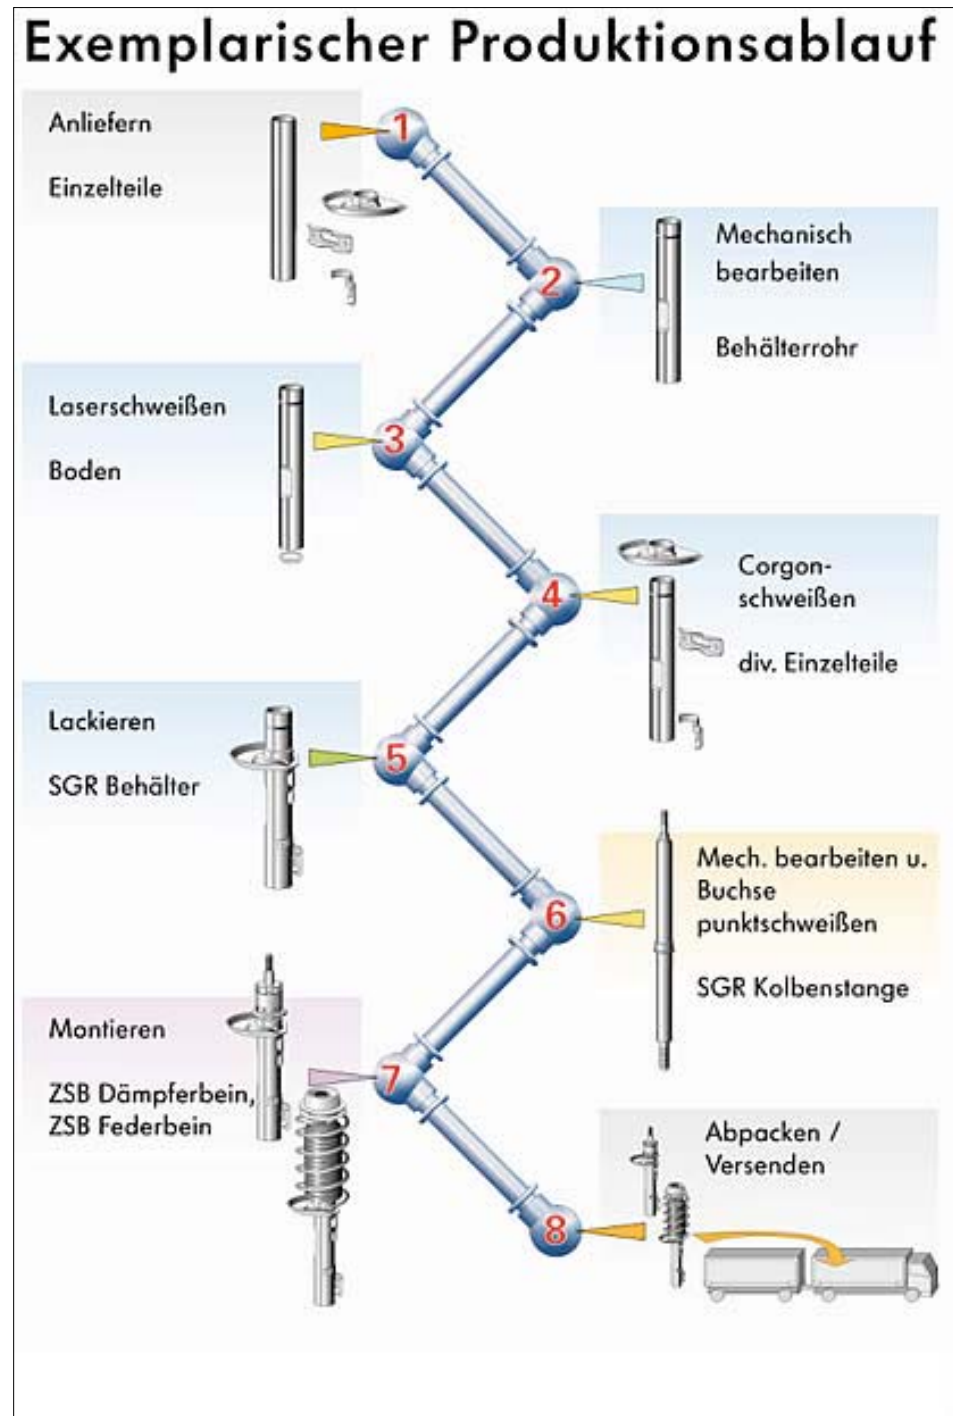 Exemplarischer Produktionsablauf
Anliefern
Einzelteile
1
2
Mechanisch
bearbeiten
Behälterrohr
Laserschweißen
Boden
3
4
Corgon-
schweißen
div. Einzelteile
Lackieren
SGR Behälter
5
6
Mech. bearbeiten u.
Buchse
punktschweißen
SGR Kolbenstange
Montieren
ZSB Dämpferbein,
ZSB Federbein
7
8
Abpacken /
Versenden